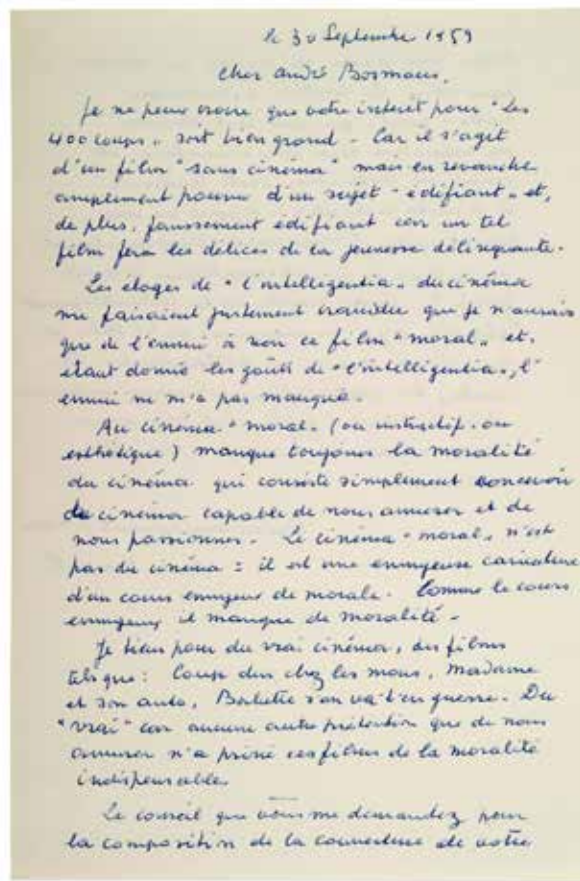 le 30 Septembre 1959
Cher André Bosmans,
Je ne peux croire que votre intérêt pour "Les
400 coups" soit bien grand. Car il s'agit
d'un film "sans cinéma" mais en revanche
amplement pourvu d'un sujet "édifiant" et,
de plus, faussement édifiant car un tel
film fera les délices de la jeunesse délinquante.
Les éloges de "l'intelligentia" du cinéma
me faisaient justement craindre que je n'aurais
que de l'ennui à voir ce film "moral" et,
étant donné les goûts de "l'intelligentia", l'
ennui ne m'a pas manqué.
Au cinéma "moral" (ou instructif ou
esthétique) manque toujours la moralité
du cinéma qui consiste simplement concevoir
du cinéma capable de nous amuser et de
nous passionner. Le cinéma "moral" n'est
pas du cinéma : il est une ennuyeuse caricature
d'un cours ennuyeux de morale. Comme le cours
ennuyeux il manque de moralité.
Je tiens pour du vrai cinéma, des films
tels que : Coups durs chez les mous, Madame
et son auto, Babette s'en va-t'en guerre. Du
"vrai" car aucune autre prétention que de nous
amuser n'a privé ces films de la moralité
indispensable.
Le conseil que vous me demandez pour
la composition de la couverture de votre